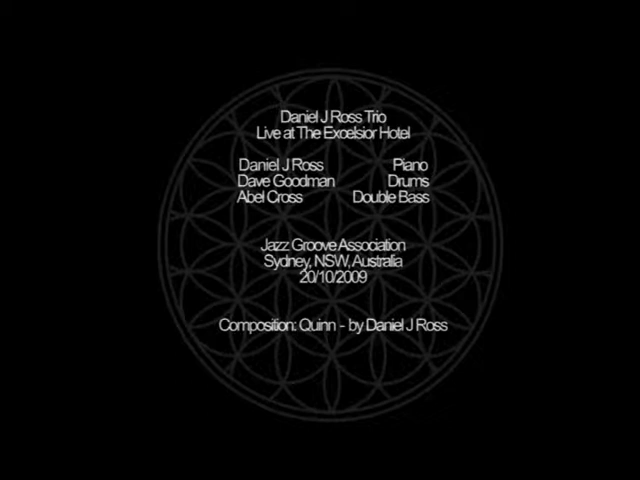 Daniel J Ross Trio
Live at The Excelsior Hotel
Daniel J Ross Piano
Dave Goodman Drums
Abel Cross Double Bass
Jazz Groove Association
Sydney, NSW, Australia
20/10/2009
Composition: Quinn - by Daniel J Ross